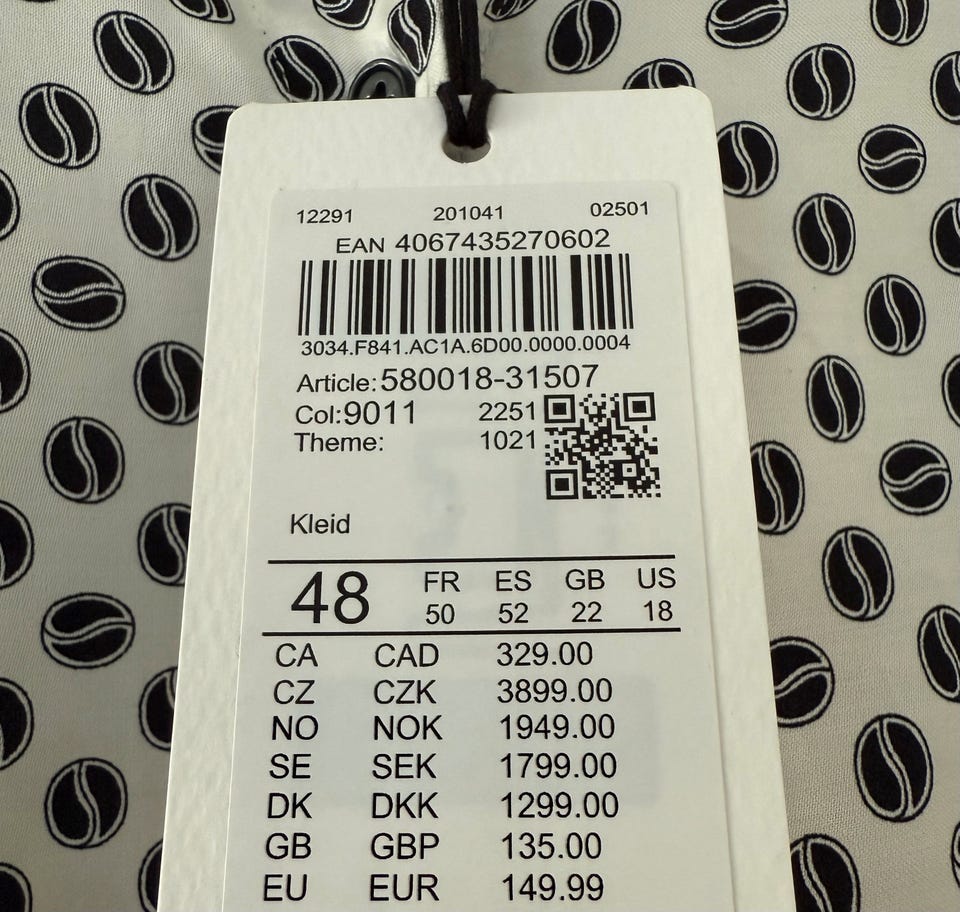 12291 201041 02501
EAN 4067435270602
3034.F841.AC1A.6D00.0000.0004
Article:580018-31507
Col:9011 2251
Theme: 1021
Kleid
48 FR ES GB US
50 52 22 18
CA CAD 329.00
CZ CZK 3899.00
NO NOK 1949.00
SE SEK 1799.00
DK DKK 1299.00
GB GBP 135.00
EU EUR 149.99